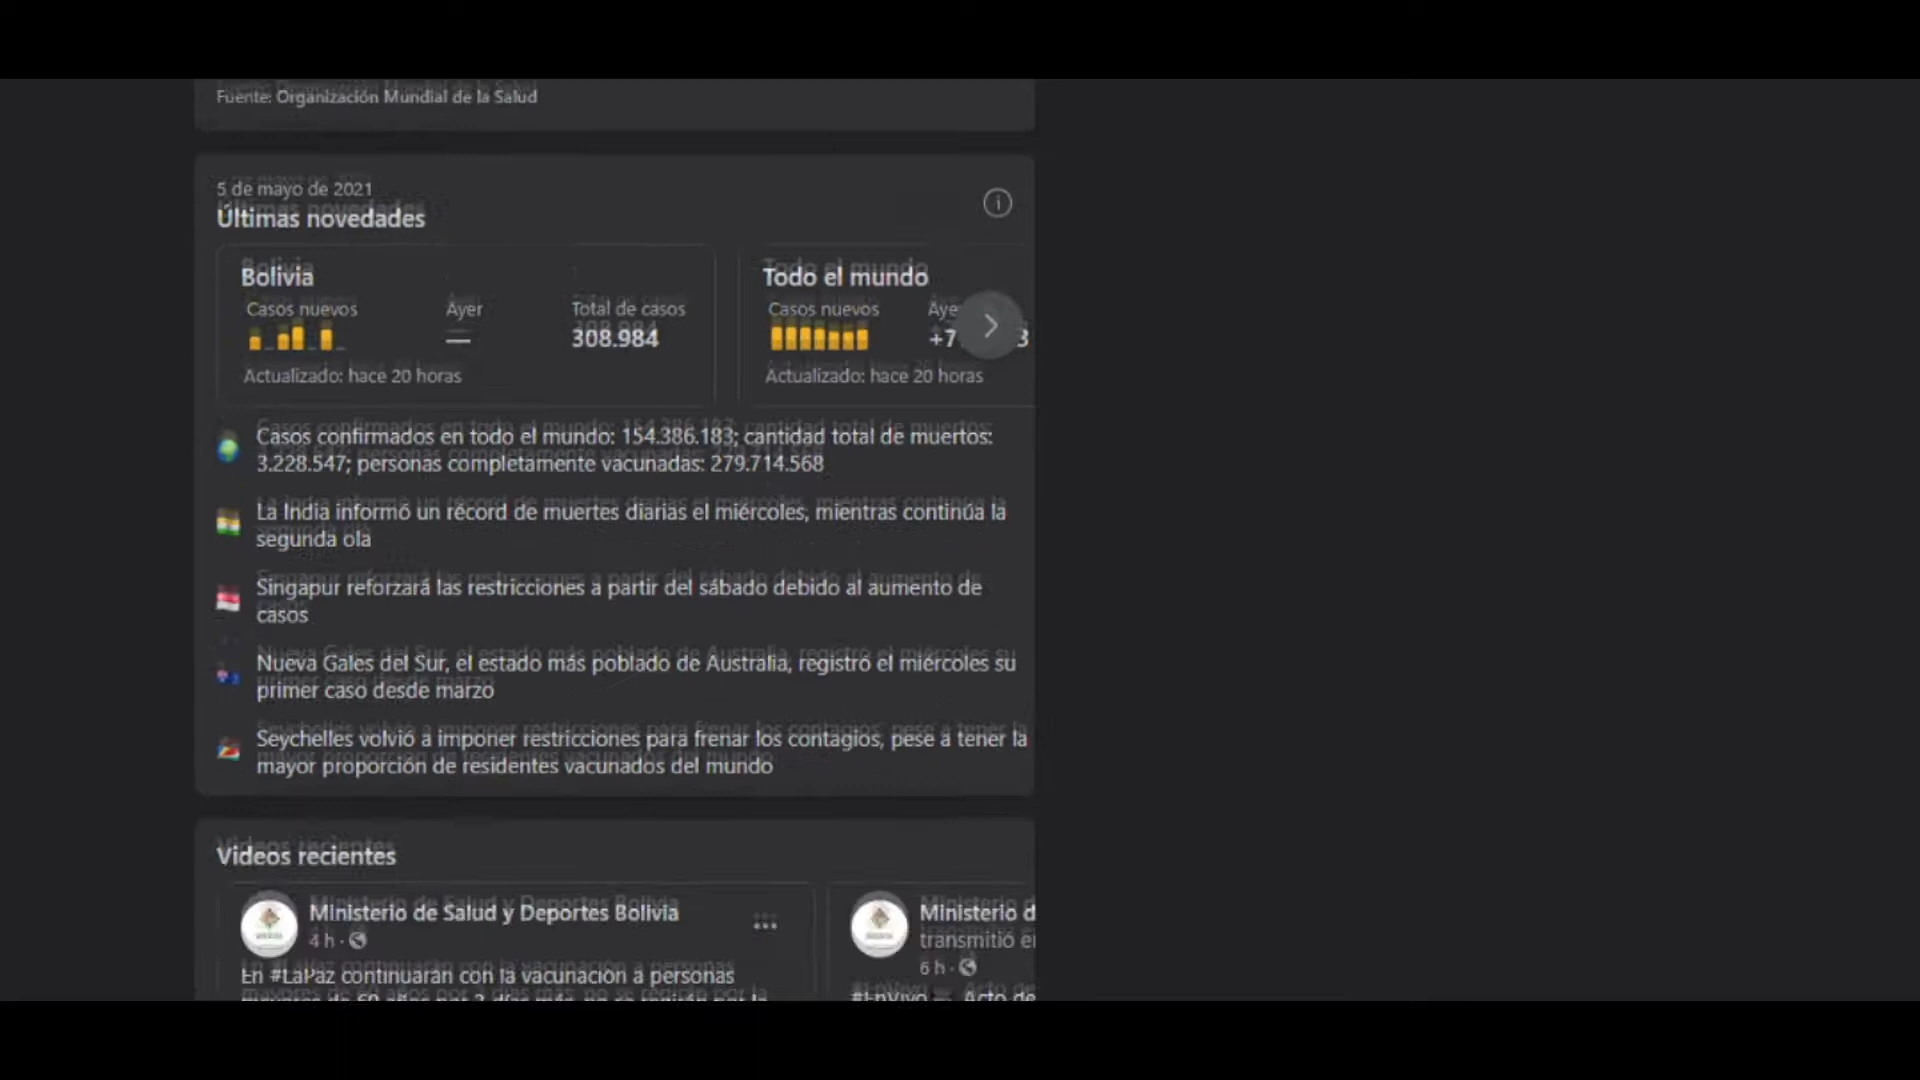 Fuente: Organización Mundial de la Salud
5 de mayo de 2021
Últimas novedades
Bolivia
Casos nuevos
Ayer
Total de casos
—
308.984
Actualizado: hace 20 horas
Todo el mundo
Casos nuevos
Actualizado: hace 20 horas
Casos confirmados en todo el mundo: 154.386.183; cantidad total de muertos:
3.228.547; personas completamente vacunadas: 279.714.568
La India informó un récord de muertes diarias el miércoles, mientras continúa la
segunda ola
Singapur reforzará las restricciones a partir del sábado debido al aumento de
casos
Nueva Gales del Sur, el estado más poblado de Australia, registró el miércoles su
primer caso desde marzo
Seychelles volvió a imponer restricciones para frenar los contagios, pese a tener la
mayor proporción de residentes vacunados del mundo
Videos recientes
Ministerio de Salud y Deportes Bolivia
4 h ·
En #LaPaz continuarán con la vacunación a personas
Ministerio d
transmitió e
6 h ·
#EnVivo Acto de